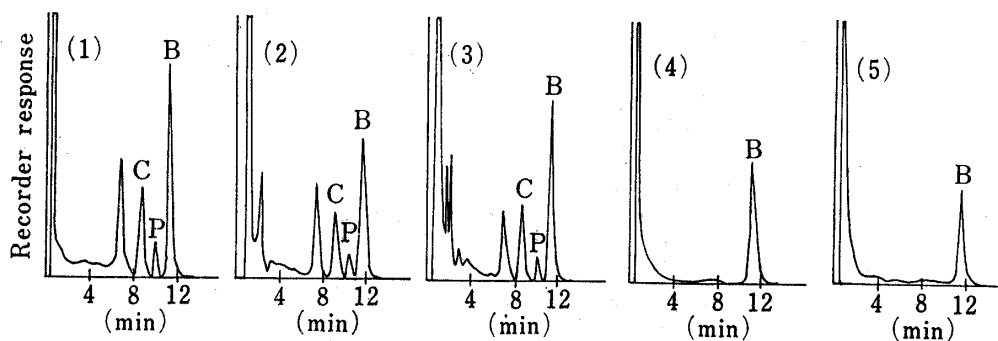 Recorder response
(1) B C P
4 8 12
(min)
(2) B C P
4 8 12
(min)
(3) B C P
4 8 12
(min)
(4) B
4 8 12
(min)
(5) B
4 8 12
(min)